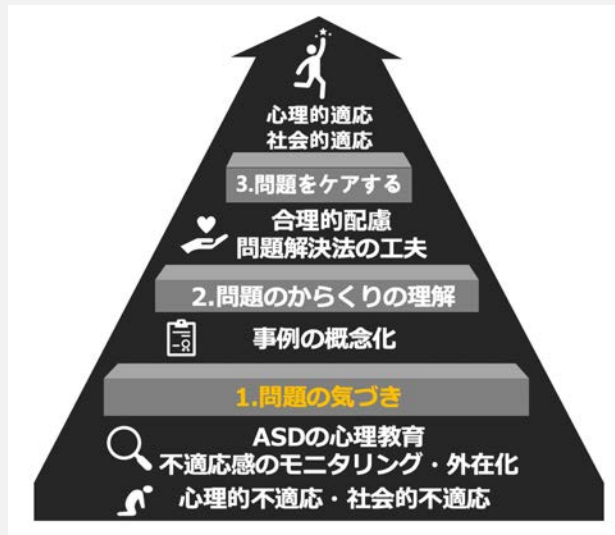 心理的適応
社会的適応
3.問題をケアする
合理的配慮
問題解決法の工夫
2.問題のからくりの理解
事例の概念化
1.問題の気づき
ASDの心理教育
不適応感のモニタリング・外在化
心理的不適応・社会的不適応